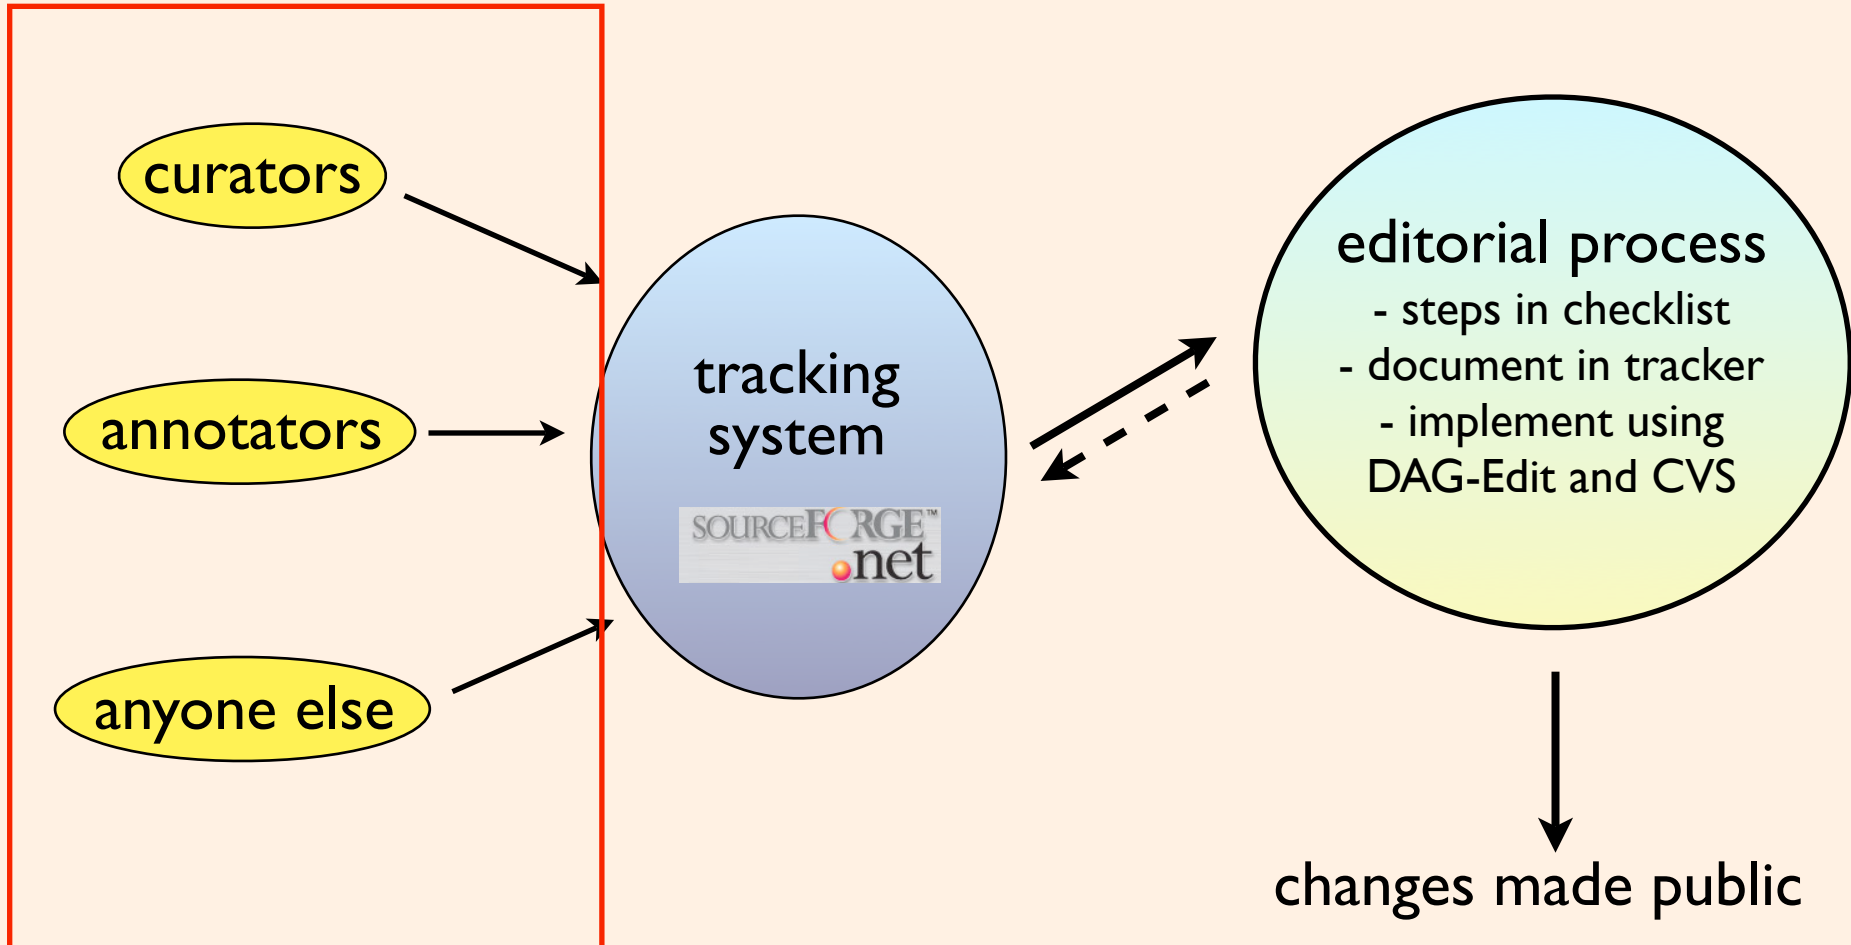 curators
annotators
anyone else
tracking
system
SOURCEFORGE™
.net
editorial process
- steps in checklist
- document in tracker
- implement using
DAG-Edit and CVS
changes made public